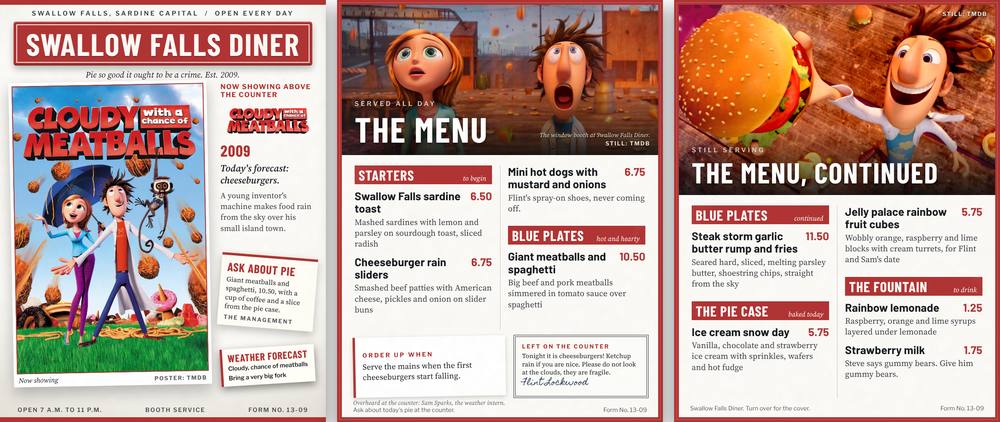 SWALLOW FALLS, SARDINE CAPITAL / OPEN EVERY DAY
SWALLOW FALLS DINER
Pie so good it ought to be a crime. Est. 2009.
CLOUDY with a chance of
MEATBALLS
Now showing
POSTER: TMDB
NOW SHOWING ABOVE
THE COUNTER
CLOUDY with a chance of
MEATBALLS
2009
Today's forecast:
cheeseburgers.
A young inventor's
machine makes food rain
from the sky over his
small island town.
ASK ABOUT PIE
Giant meatballs and
spaghetti, 10.50, with a
cup of coffee and a slice
from the pie case.
THE MANAGEMENT
WEATHER FORECAST
Cloudy, chance of meatballs
Bring a very big fork
OPEN 7 A.M. TO 11 P.M.
BOOTH SERVICE
FORM NO. 13-09
SERVED ALL DAY
THE MENU
The window booth at Swallow Falls Diner.
STILL: TMDB
STARTERS to begin
Swallow Falls sardine toast 6.50
Mashed sardines with lemon and
parsley on sourdough toast, sliced
radish
Cheeseburger rain sliders 6.75
Smashed beef patties with American
cheese, pickles and onion on slider
buns
Mini hot dogs with mustard and onions 6.75
Flint's spray-on shoes, never coming
off.
BLUE PLATES hot and hearty
Giant meatballs and spaghetti 10.50
Big beef and pork meatballs
simmered in tomato sauce over
spaghetti
ORDER UP WHEN
Serve the mains when the first
cheeseburgers start falling.
LEFT ON THE COUNTER
Tonight it is cheeseburgers! Ketchup
rain if you are nice. Please do not look
at the clouds, they are fragile.
Flint Lockwood
Overheard at the counter: Sam Sparks, the weather intern.
Ask about today's pie at the counter.
Form No. 13-09
STILL: TMDB
STILL SERVING
THE MENU, CONTINUED
BLUE PLATES continued
Steak storm garlic butter rump and fries 11.50
Seared hard, sliced, melting parsley
butter, shoestring chips, straight
from the sky
THE PIE CASE baked today
Ice cream snow day 5.75
Vanilla, chocolate and strawberry
ice cream with sprinkles, wafers
and hot fudge
Jelly palace rainbow fruit cubes 5.75
Wobbly orange, raspberry and lime
blocks with cream turrets, for Flint
and Sam's date
THE FOUNTAIN to drink
Rainbow lemonade 1.25
Raspberry, orange and lime syrups
layered under lemonade
Strawberry milk 1.75
Steve says gummy bears. Give him
gummy bears.
Swallow Falls Diner. Turn over for the cover.
Form No. 13-09